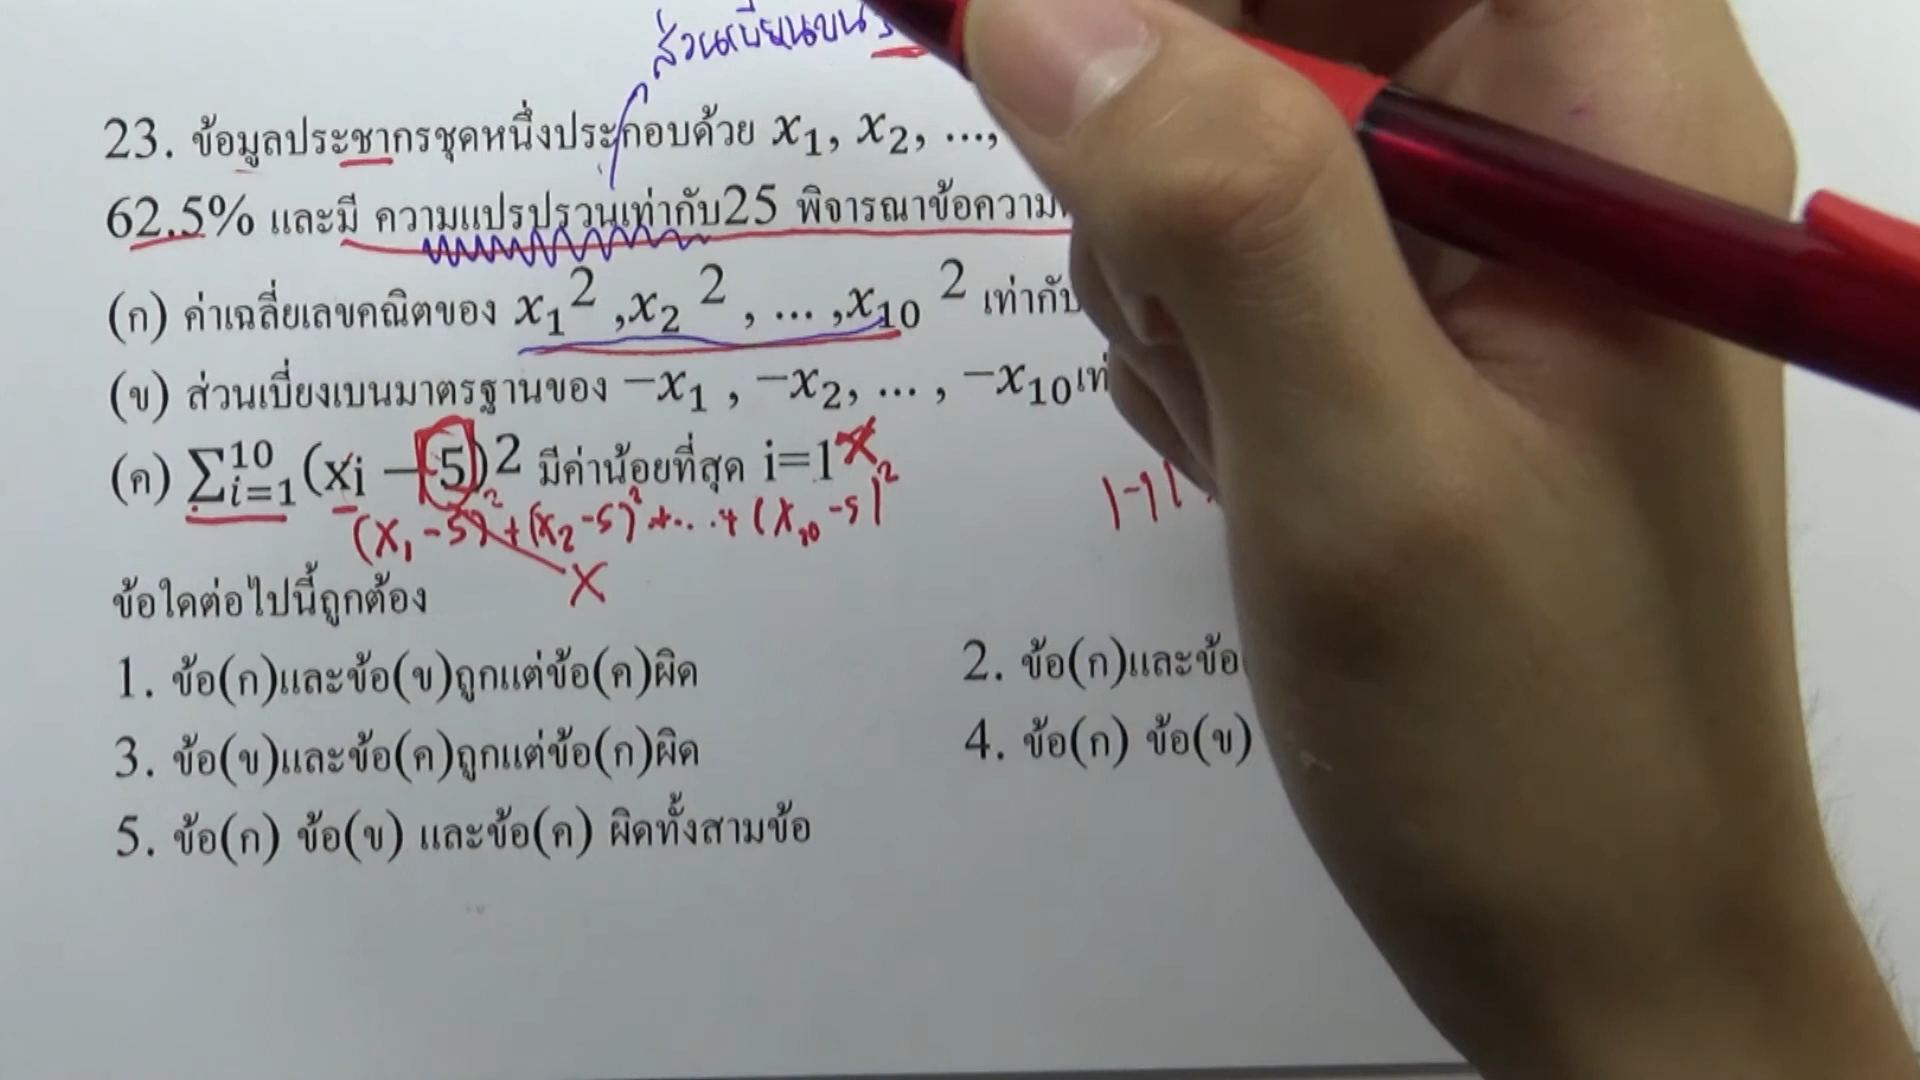 ส่วนเบี่ยงเบน
23. ข้อมูลประชากรชุดหนึ่งประกอบด้วย x₁, x₂, ...,
62.5% และมี ความแปรปรวนเท่ากับ25 พิจารณาข้อความ
(ก) ค่าเฉลี่ยเลขคณิตของ x₁² ,x₂² , ... ,x₁₀² เท่ากับ
(ข) ส่วนเบี่ยงเบนมาตรฐานของ −x₁ , −x₂, ... , −x₁₀
(ค) ∑ᵢ₌₁¹⁰ (xi − 5)2 มีค่าน้อยที่สุด i=1 x
(x₁ -5)² + (x₂ -5)² + ... + (x₁₀ -5)²
|-1|
x
ข้อใดต่อไปนี้ถูกต้อง
1. ข้อ(ก)และข้อ(ข)ถูกแต่ข้อ(ค)ผิด
2. ข้อ(ก)และข้อ
3. ข้อ(ข)และข้อ(ค)ถูกแต่ข้อ(ก)ผิด
4. ข้อ(ก) ข้อ(ข)
5. ข้อ(ก) ข้อ(ข) และข้อ(ค) ผิดทั้งสามข้อ